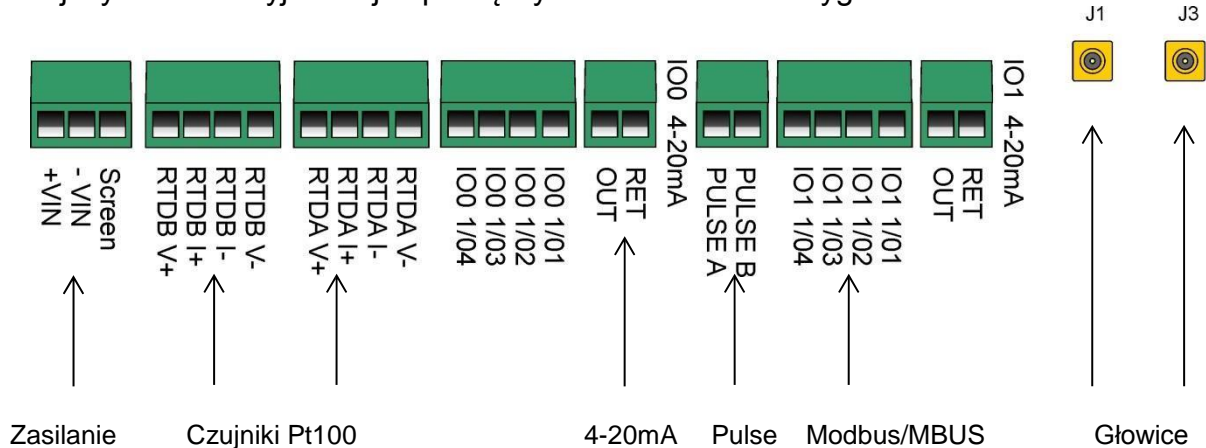 J1 J3
+VIN
- VIN
Screen
RTDB V+
RTDB I+
RTDB I-
RTDB V-
RTDA V+
RTDA I+
RTDA I-
RTDA V-
IO0 1/04
IO0 1/03
IO0 1/02
IO0 1/01
OUT
RET
IO0 4-20mA
PULSE A
PULSE B
IO1 1/04
IO1 1/03
IO1 1/02
IO1 1/01
OUT
RET
IO1 4-20mA
Zasilanie Czujniki Pt100 4-20mA Pulse Modbus/MBUS Głowice